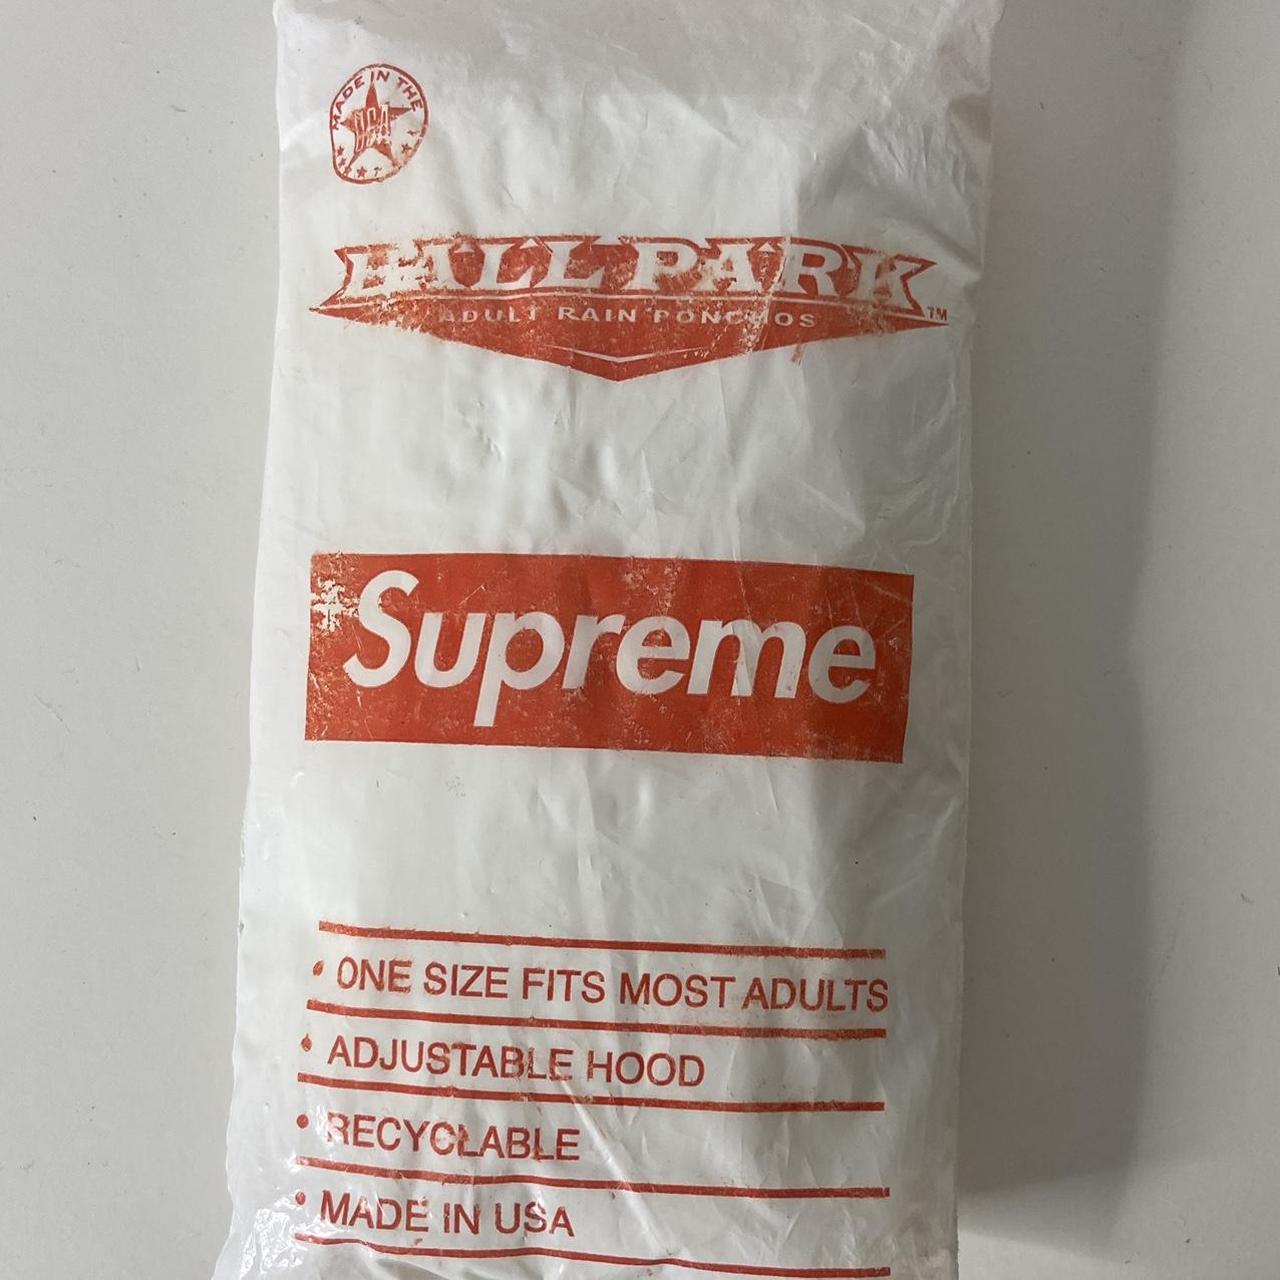 MADE IN THE
USA
BALL PARK
ADULT RAIN PONCHOS TM
Supreme
• ONE SIZE FITS MOST ADULTS
• ADJUSTABLE HOOD
• RECYCLABLE
• MADE IN USA